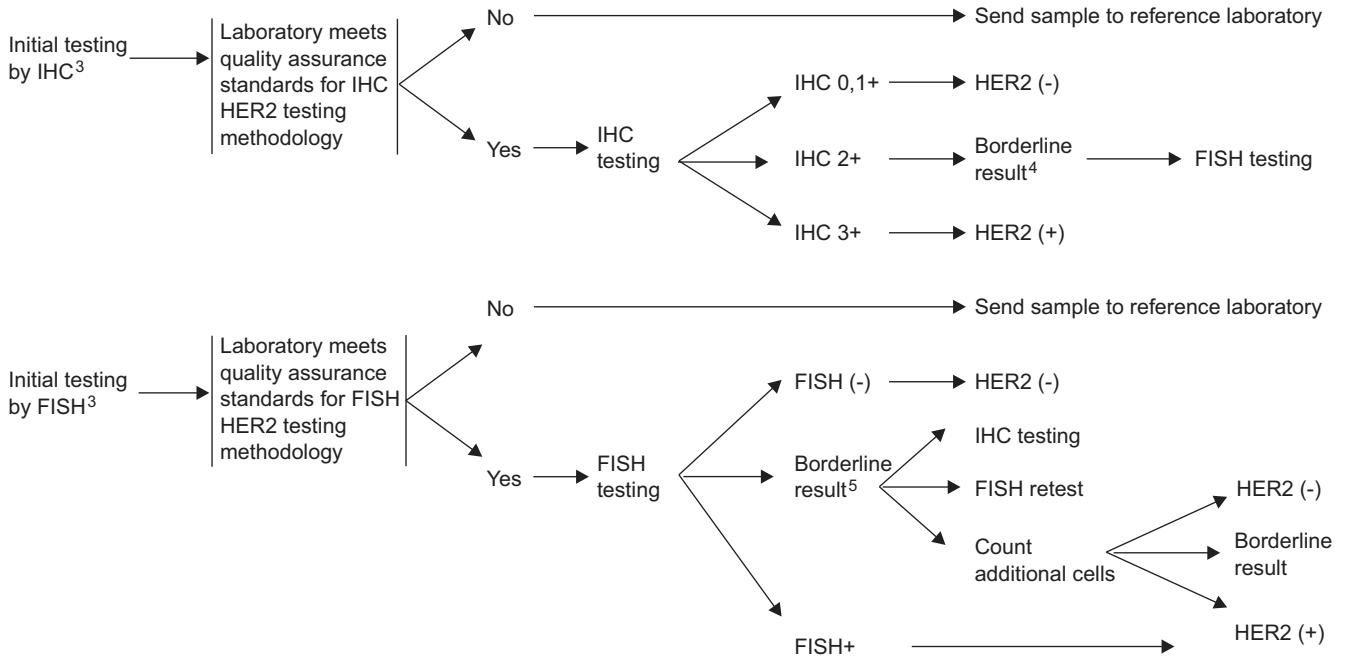 Initial testing
by IHC³
Laboratory meets
quality assurance
standards for IHC
HER2 testing
methodology
No
Send sample to reference laboratory
Yes
IHC
testing
IHC 0,1+
HER2 (-)
IHC 2+
Borderline
result⁴
FISH testing
IHC 3+
HER2 (+)
Initial testing
by FISH³
Laboratory meets
quality assurance
standards for FISH
HER2 testing
methodology
No
Send sample to reference laboratory
Yes
FISH
testing
FISH (-)
HER2 (-)
Borderline
result⁵
IHC testing
FISH retest
Count
additional cells
HER2 (-)
Borderline
result
HER2 (+)
FISH+